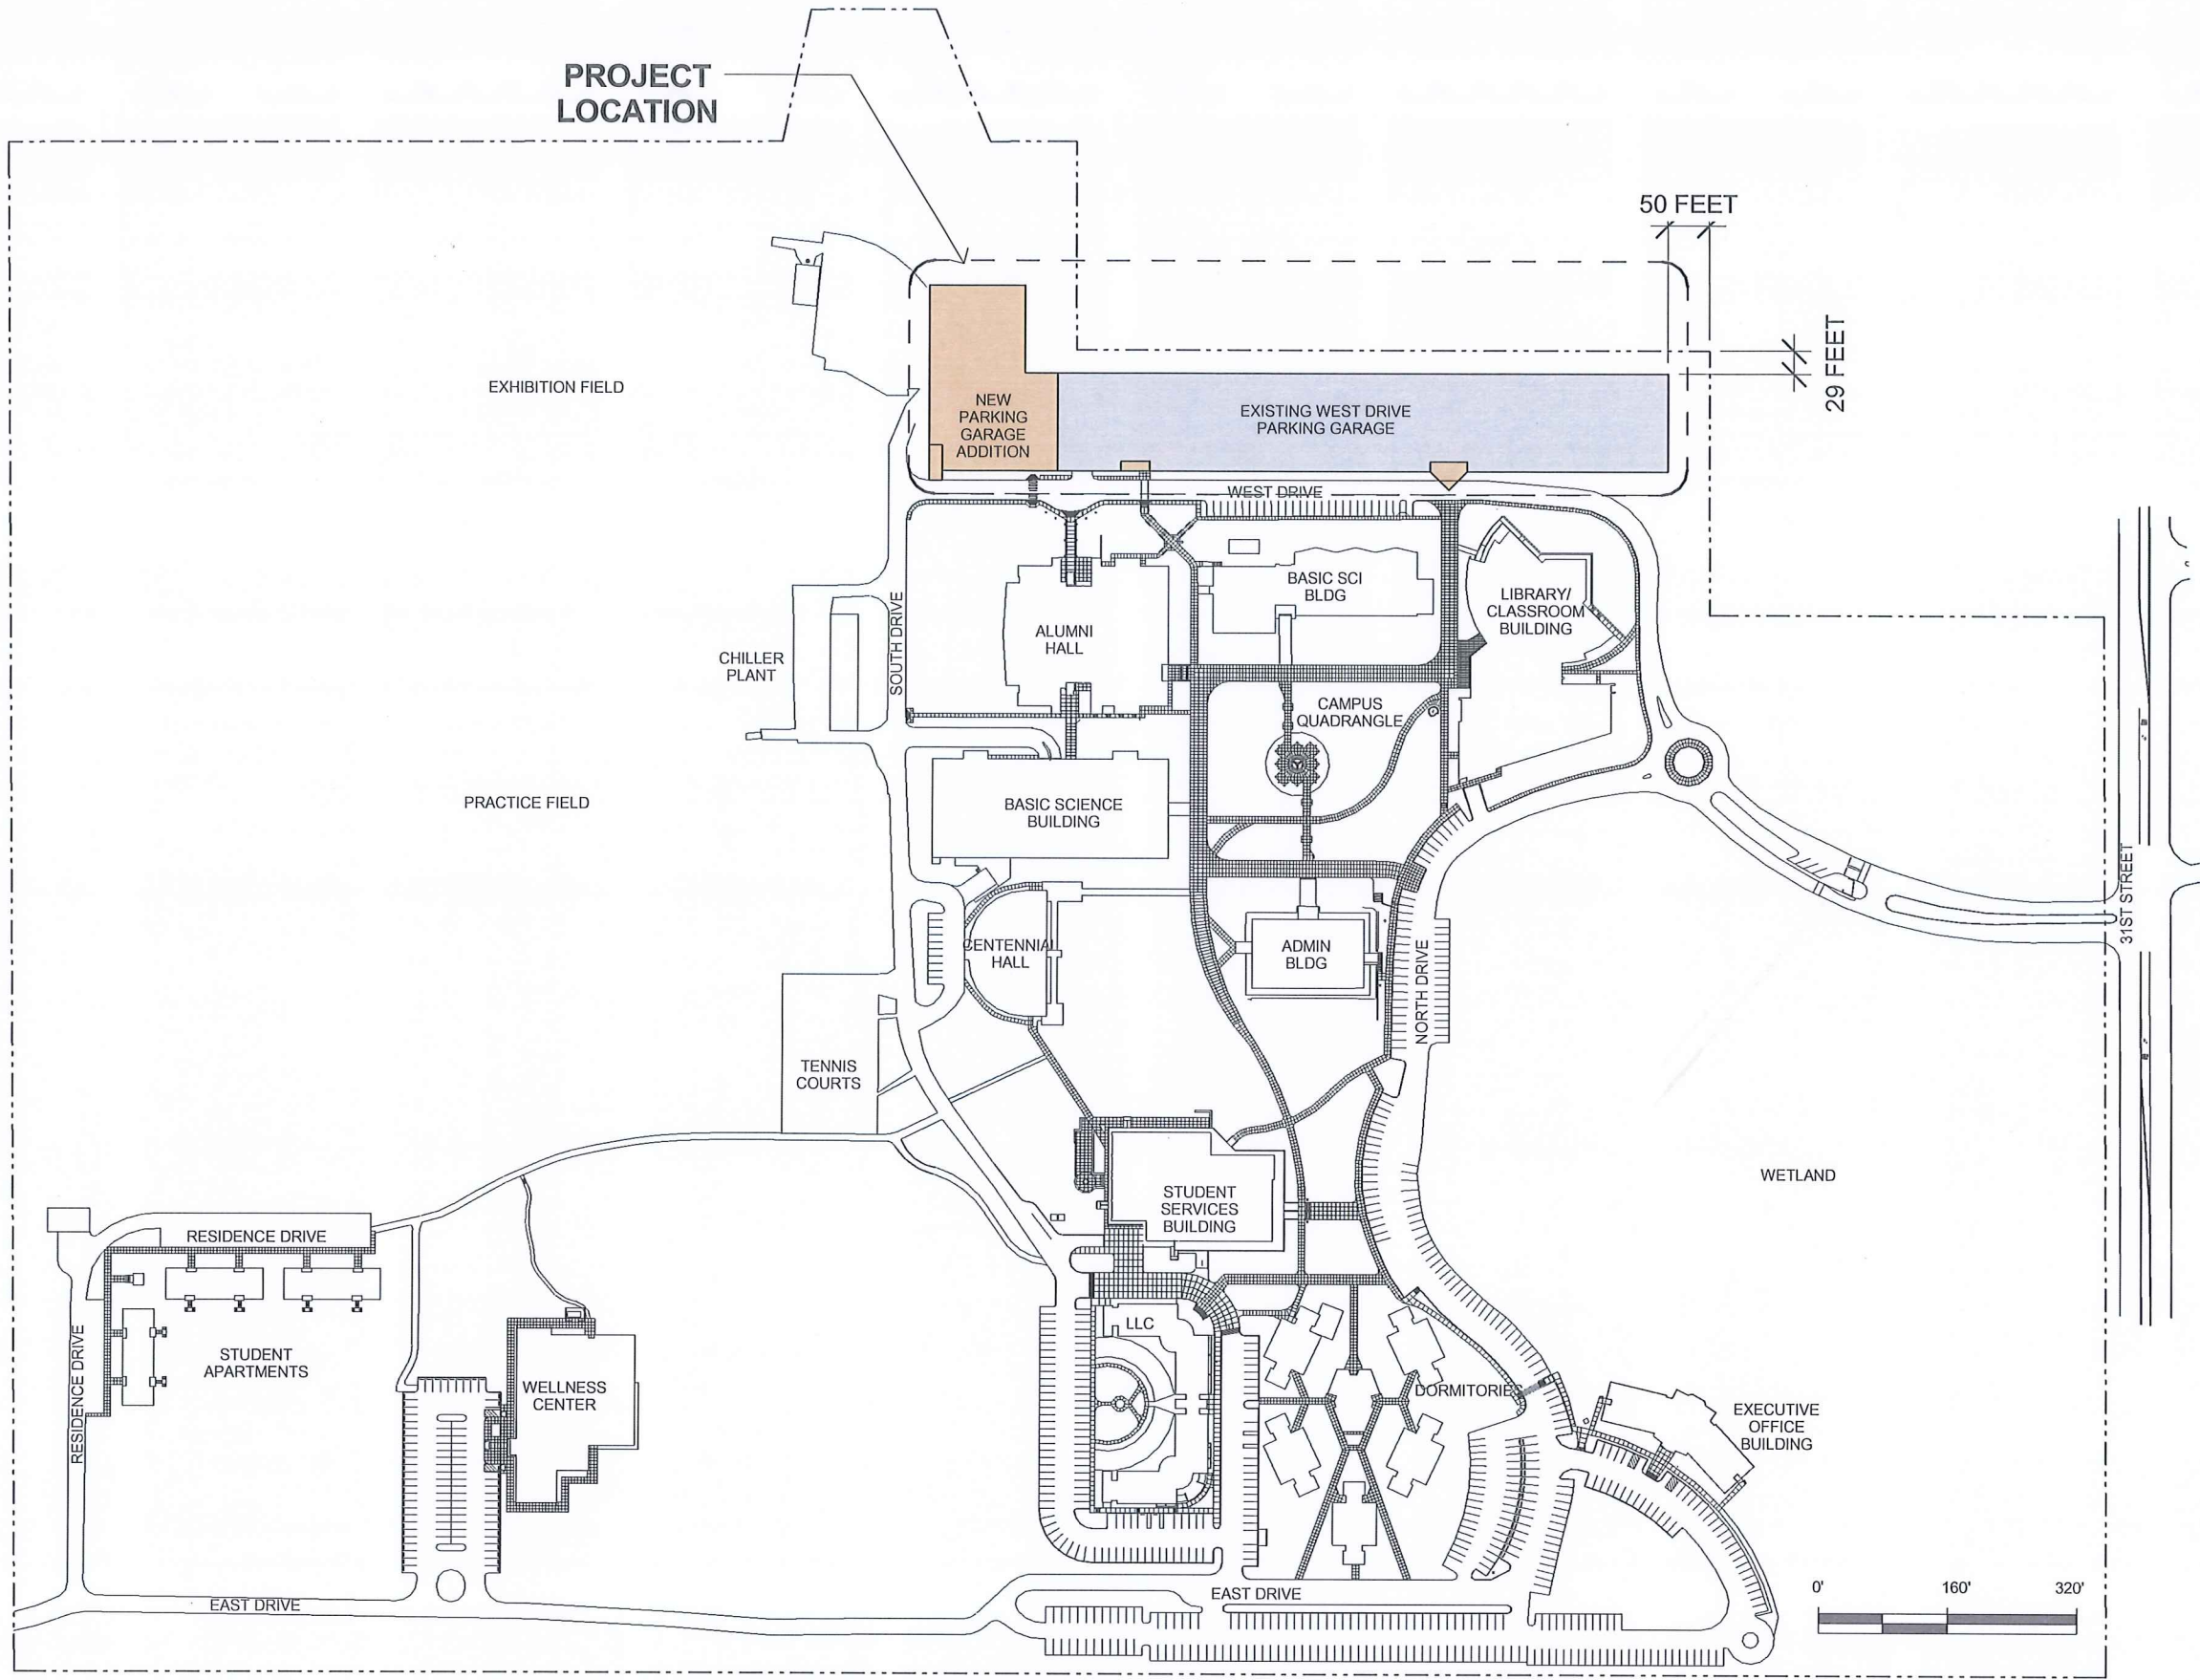 PROJECT
LOCATION
50 FEET
29 FEET
EXHIBITION FIELD
NEW
PARKING
GARAGE
ADDITION
EXISTING WEST DRIVE
PARKING GARAGE
WEST DRIVE
BASIC SCI
BLDG
LIBRARY/
CLASSROOM
BUILDING
ALUMNI
HALL
SOUTH DRIVE
CHILLER
PLANT
CAMPUS
QUADRANGLE
PRACTICE FIELD
BASIC SCIENCE
BUILDING
31ST STREET
CENTENNIAL
HALL
ADMIN
BLDG
NORTH DRIVE
TENNIS
COURTS
WETLAND
STUDENT
SERVICES
BUILDING
RESIDENCE DRIVE
LLC
RESIDENCE DRIVE
STUDENT
APARTMENTS
WELLNESS
CENTER
DORMITORIES
EXECUTIVE
OFFICE
BUILDING
EAST DRIVE
EAST DRIVE
0' 160' 320'